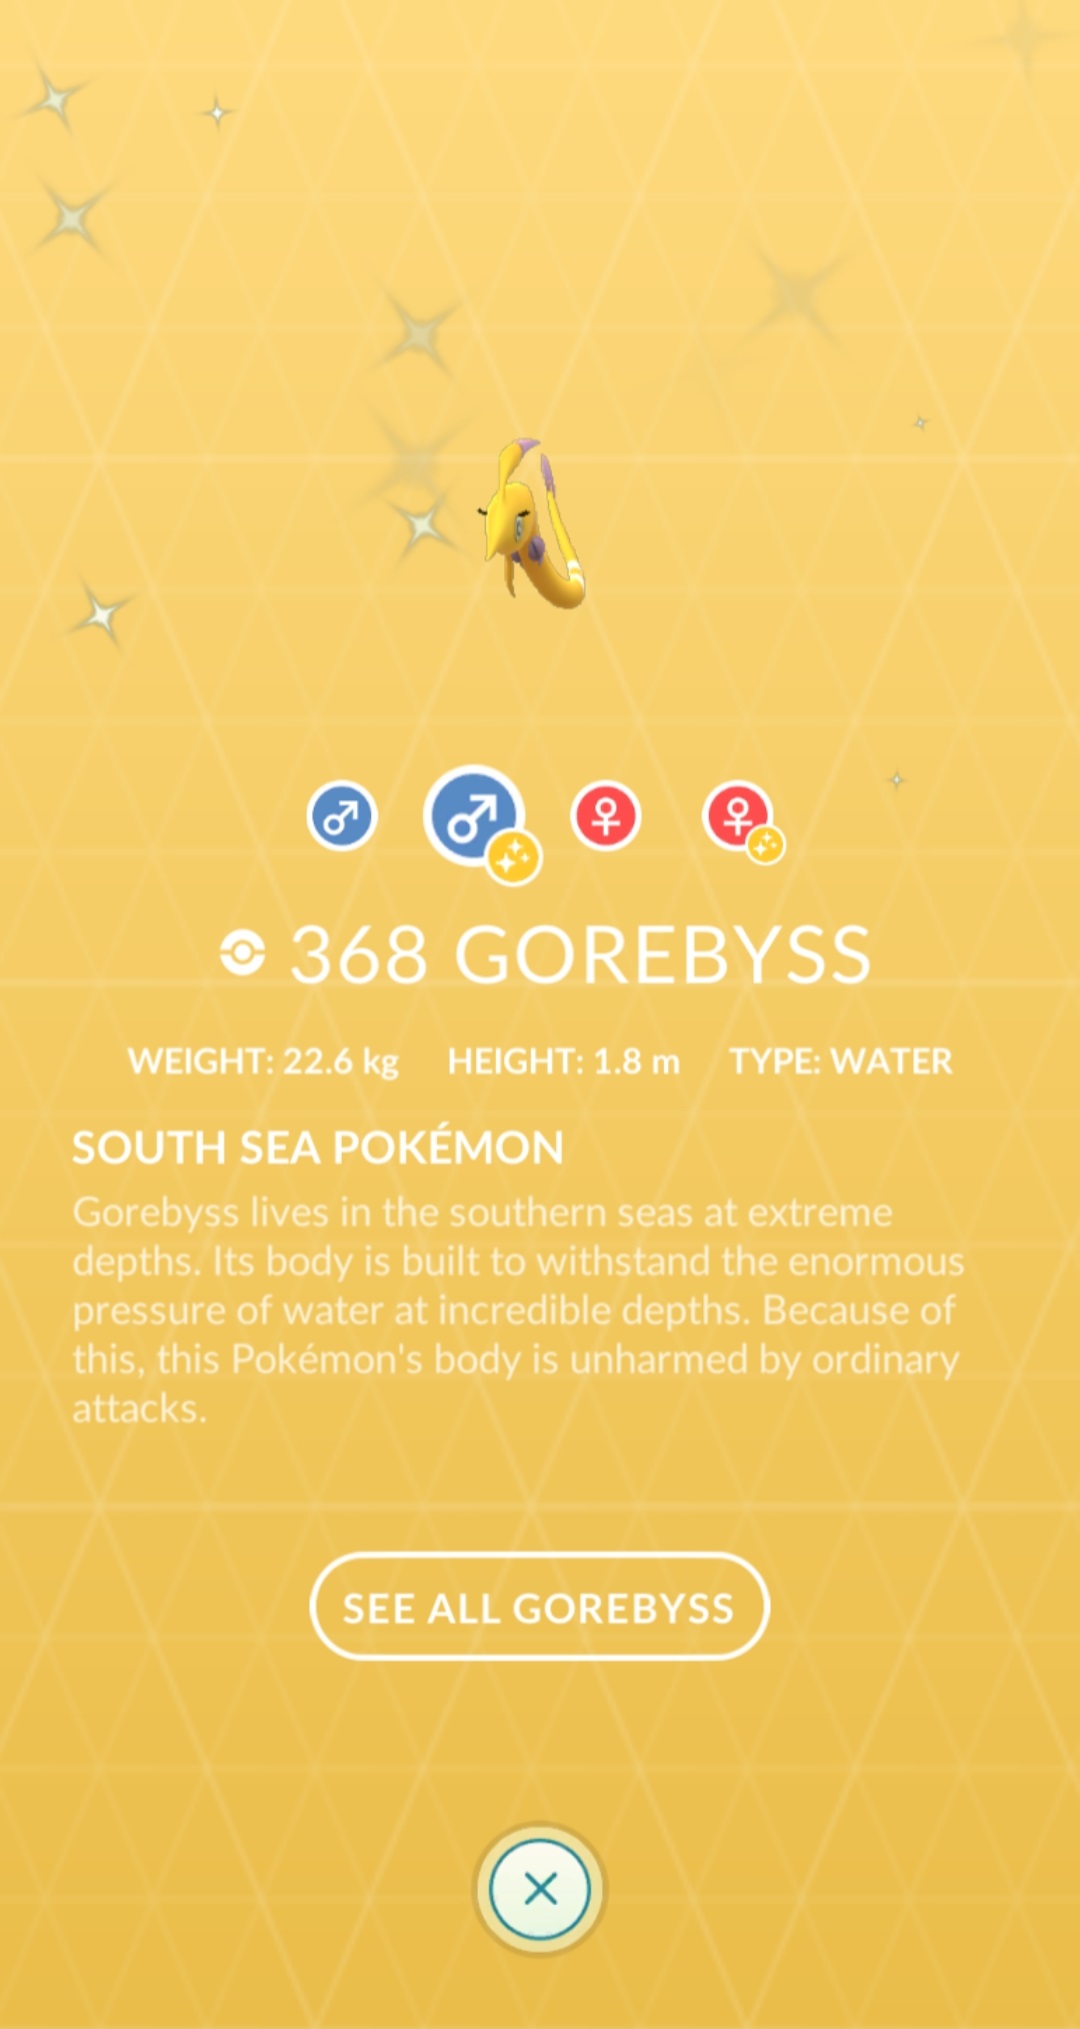 368 GOREBYSS
WEIGHT: 22.6 kg HEIGHT: 1.8 m TYPE: WATER
SOUTH SEA POKÉMON
Gorebyss lives in the southern seas at extreme
depths. Its body is built to withstand the enormous
pressure of water at incredible depths. Because of
this, this Pokémon's body is unharmed by ordinary
attacks.
SEE ALL GOREBYSS